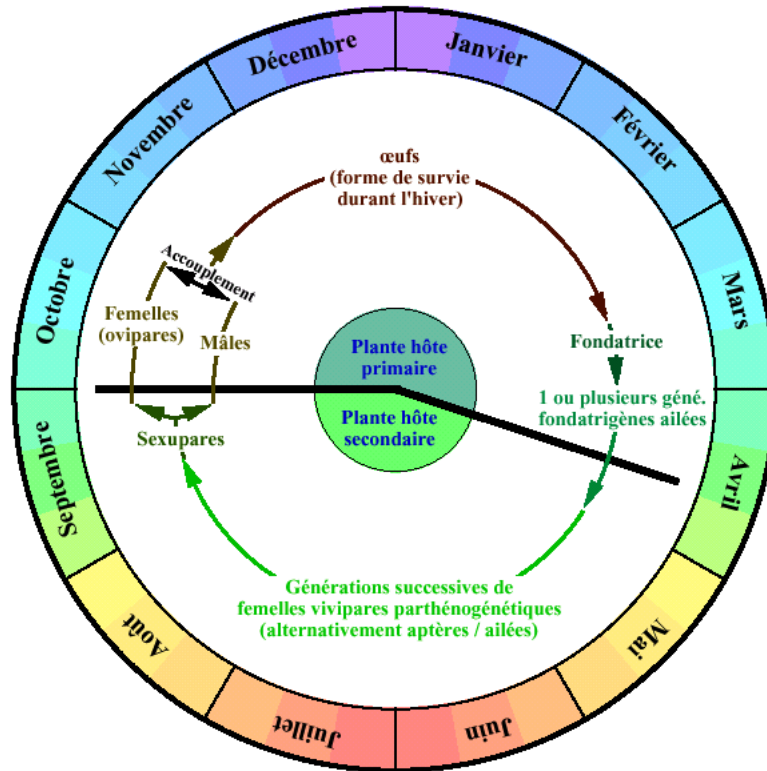 Décembre
Janvier
Novembre
Février
œufs
(forme de survie
durant l'hiver)
Accouplement
Octobre
Mars
Femelles
(ovipares)
Mâles
Plante hôte
primaire
Fondatrice
1 ou plusieurs géné.
fondatrigènes ailées
Plante hôte
secondaire
Sexupares
Septembre
Avril
Générations successives de
femelles vivipares parthénogénétiques
(alternativement aptères / ailées)
Août
Mai
Juillet
Juin